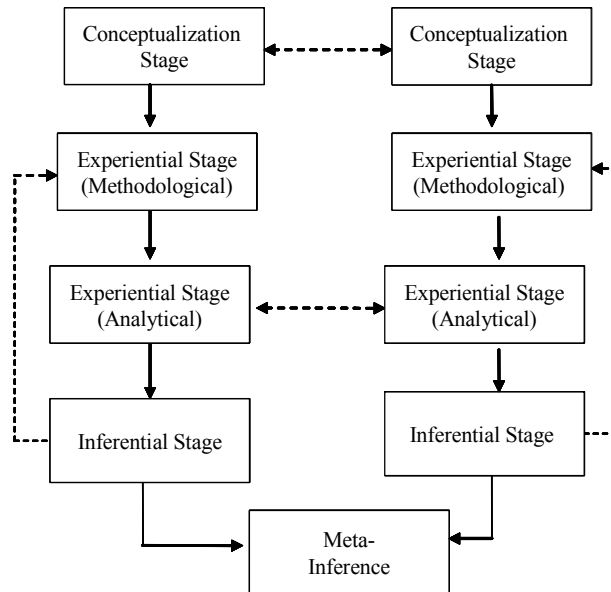 Conceptualization
Stage
Conceptualization
Stage
Experiential Stage
(Methodological)
Experiential Stage
(Methodological)
Experiential Stage
(Analytical)
Experiential Stage
(Analytical)
Inferential Stage
Inferential Stage
Meta-
Inference